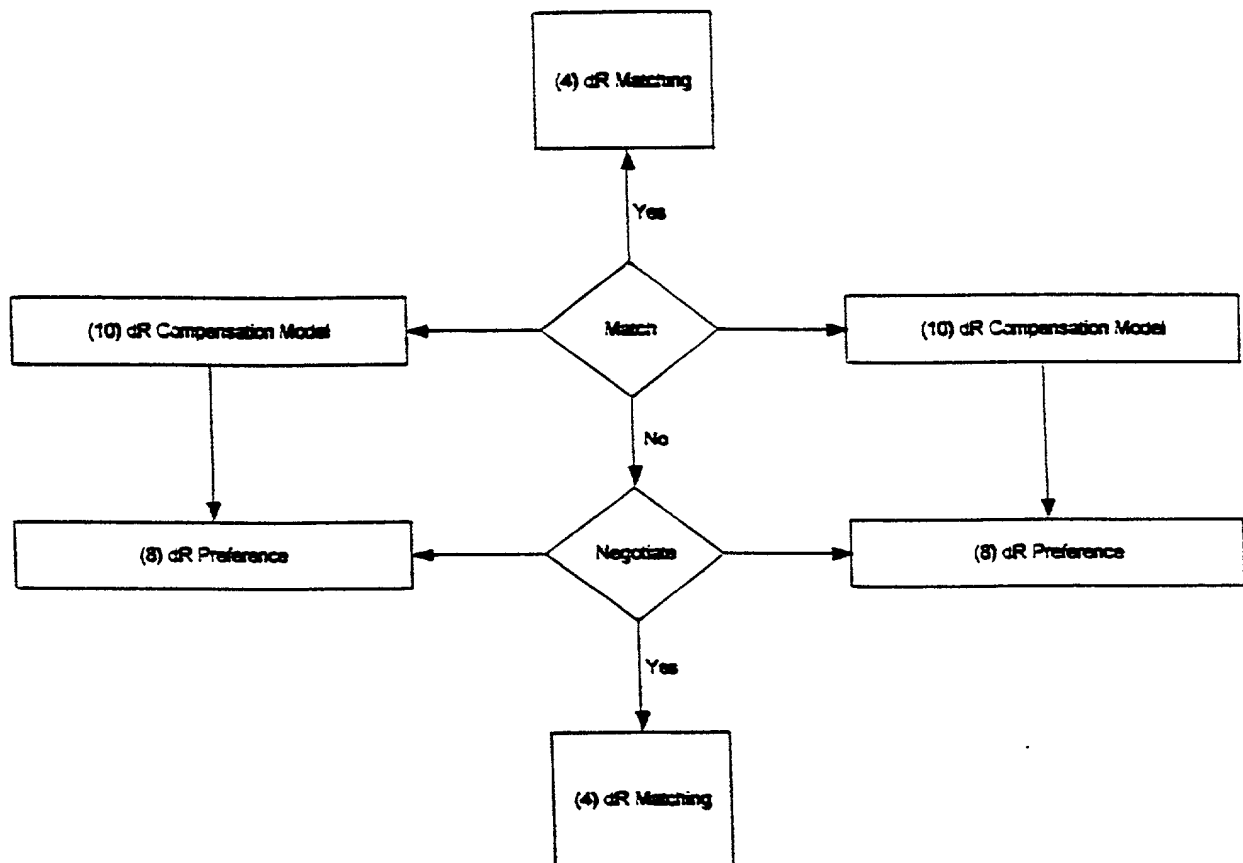 (4) dR Matching
Yes
(10) dR Compensation Model
Match
(10) dR Compensation Model
No
(8) dR Preference
Negotiate
(8) dR Preference
Yes
(4) dR Matching